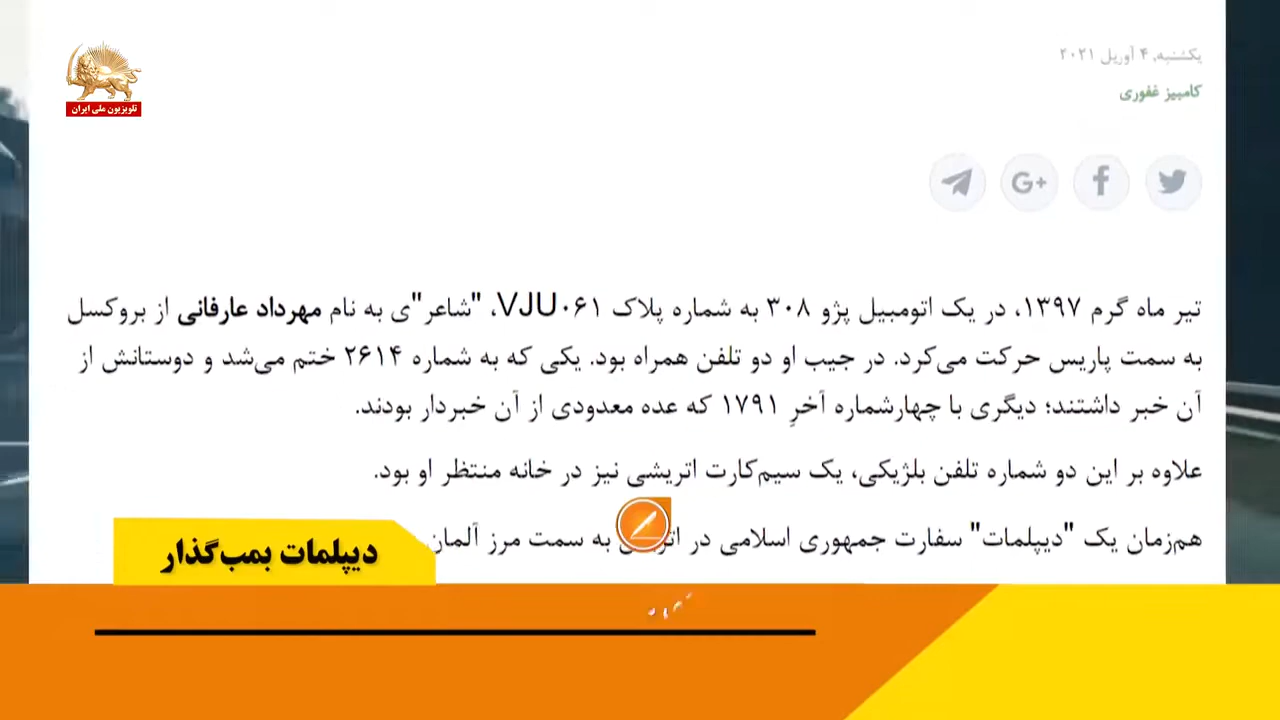 تلویزیون ملی ایران
یکشنبه, ۴ آوریل ۲۰۲۱
کامبیز غفوری
تیر ماه گرم ۱۳۹۷، در یک اتومبیل پژو ۳۰۸ به شماره پلاک VJU۰۶۱، "شاعر"ی به نام مهرداد عارفانی از بروکسل
به سمت پاریس حرکت می‌کرد. در جیب او دو تلفن همراه بود. یکی که به شماره ۲۶۱۴ ختم می‌شد و دوستانش از
آن خبر داشتند؛ دیگری با چهارشماره آخرِ ۱۷۹۱ که عده معدودی از آن خبردار بودند.
علاوه بر این دو شماره تلفن بلژیکی، یک سیم‌کارت اتریشی نیز در خانه منتظر او بود.
هم‌زمان یک "دیپلمات" سفارت جمهوری اسلامی در به سمت مرز آلمان
دیپلمات بمب‌گذار